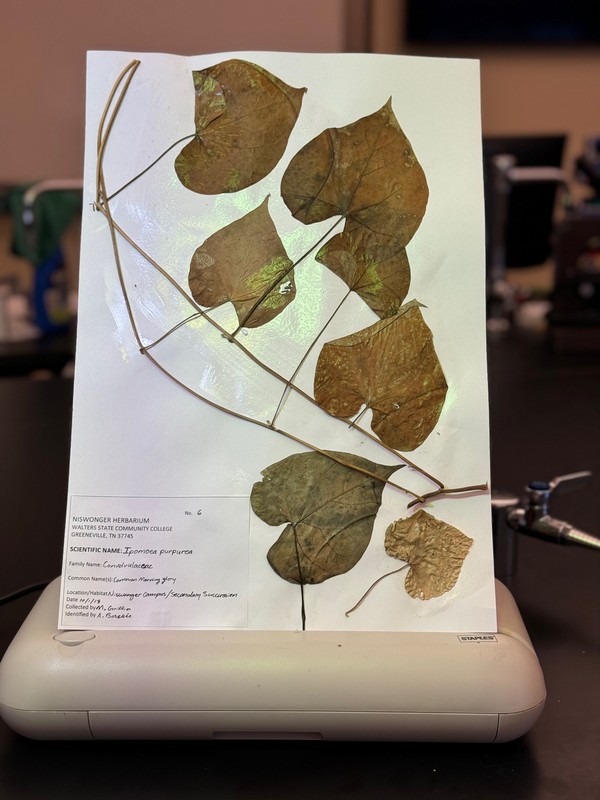 No. 6
NISWONGER HERBARIUM
WALTERS STATE COMMUNITY COLLEGE
GREENEVILLE, TN 37745
SCIENTIFIC NAME: Ipomoea purpurea
Family Name: Convolvulaceae
Common Name(s): Common Morning glory
Location/Habitat Niswonger Campus/Secondary Succession
Date
Collected by M. Griffin
Identified by A.
STAPLES